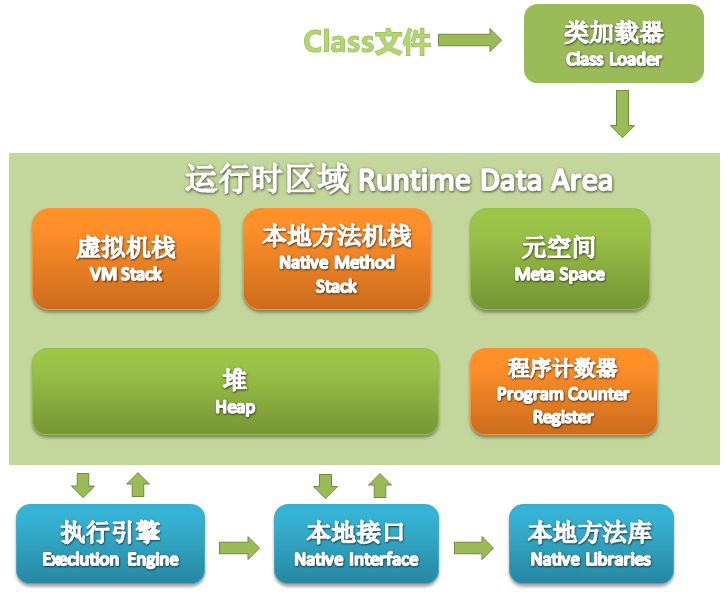 Class文件
类加载器
Class Loader
运行时区域 Runtime Data Area
虚拟机栈
VM Stack
本地方法机栈
Native Method
Stack
元空间
Meta Space
堆
Heap
程序计数器
Program Counter
Register
执行引擎
Execlution Engine
本地接口
Native Interface
本地方法库
Native Libraries